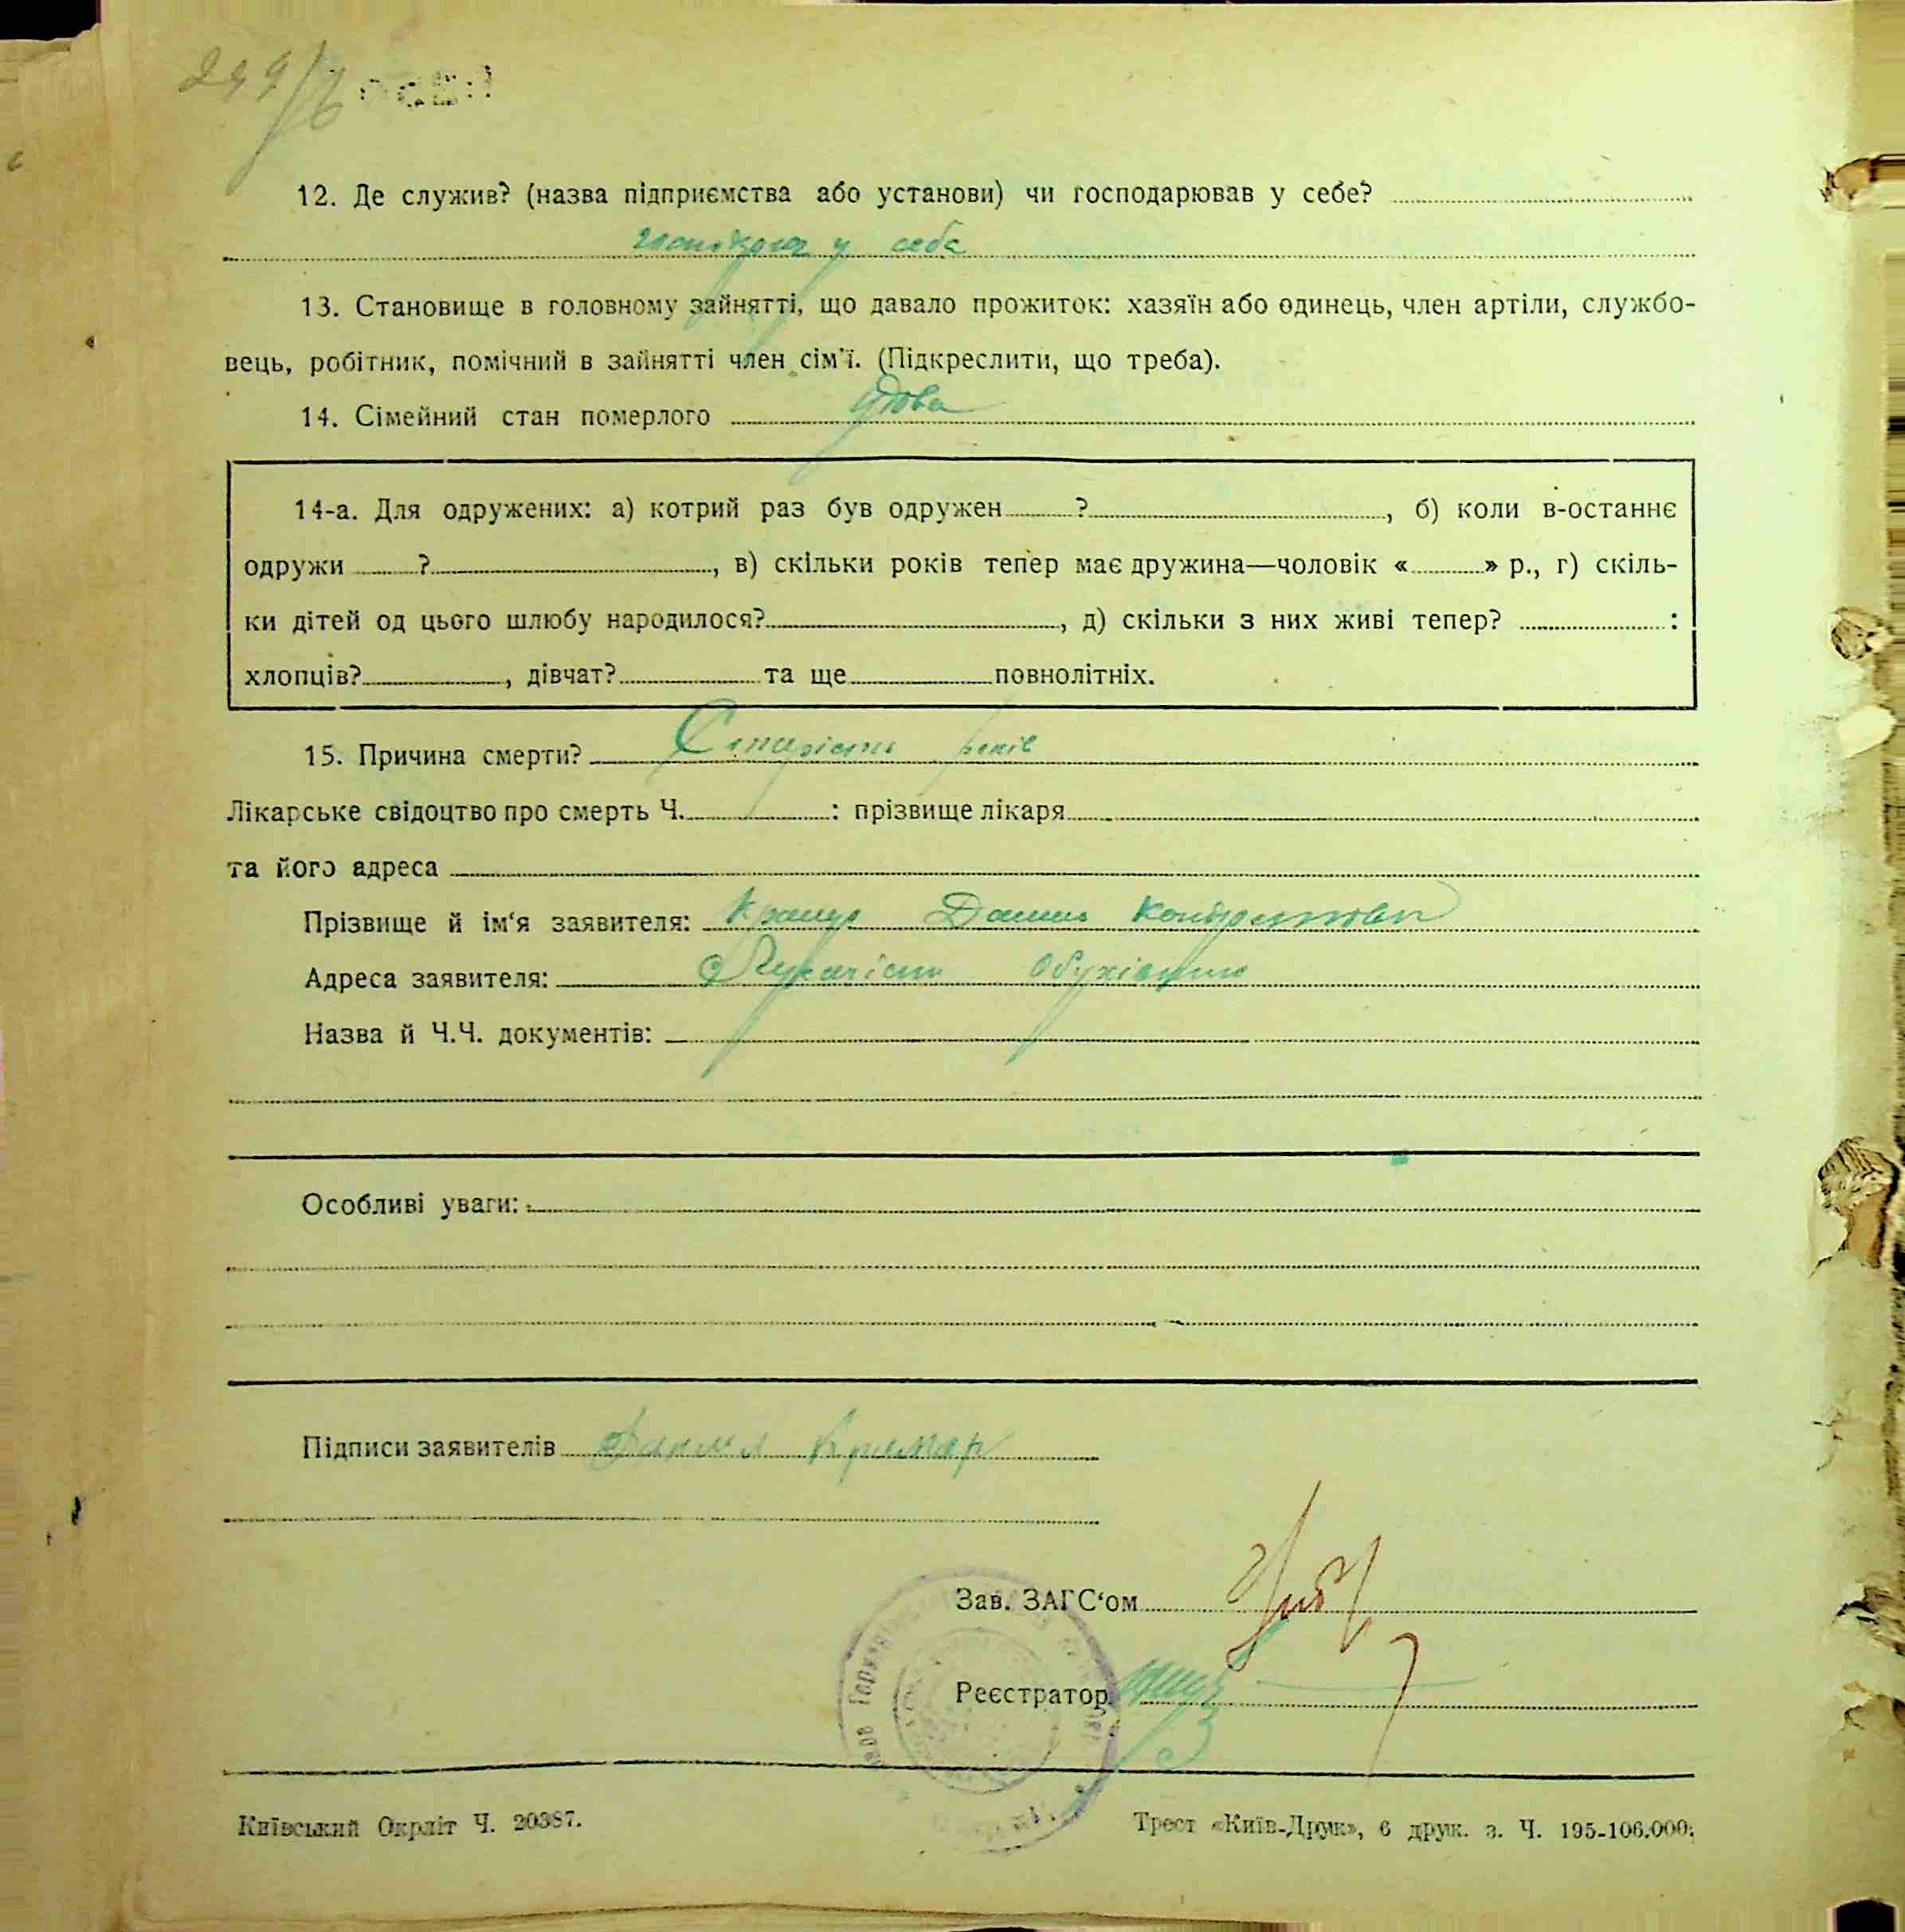 12. Де служив? (назва підприємства або установи) чи господарював у себе?
у себе
13. Становище в головному зайнятті, що давало прожиток: хазяїн або одинець, член артіли, службо-
вець, робітник, помічний в зайнятті член сім'ї. (Підкреслити, що треба).
14. Сімейний стан померлого удова
14-а. Для одружених: а) котрий раз був одружен ?, б) коли в-останнє
одружи ?, в) скільки років тепер має дружина—чоловік « » р., г) скіль-
ки дітей од цього шлюбу народилося?, д) скільки з них живі тепер? :
хлопців?, дівчат? та ще повнолітніх.
15. Причина смерти? Старість років
Лікарське свідоцтво про смерть Ч. : прізвище лікаря
та його адреса
Прізвище й ім'я заявителя: Данило
Адреса заявителя:
Назва й Ч.Ч. документів:
Особливі уваги:
Підписи заявителів Данило
Зав. ЗАГС'ом
Реєстратор
Київський Окрліт Ч. 20387.
Трест «Київ-Друк», 6 друк. з. Ч. 195-106.000.